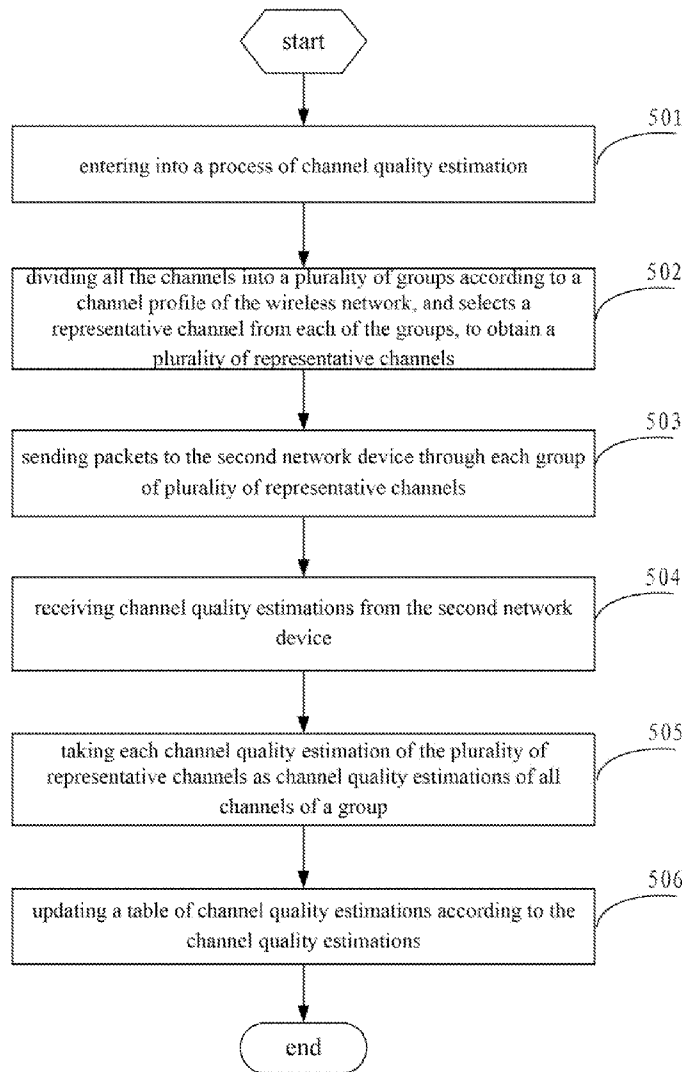 start
501
entering into a process of channel quality estimation
502
dividing all the channels into a plurality of groups according to a
channel profile of the wireless network, and selects a
representative channel from each of the groups, to obtain a
plurality of representative channels
503
sending packets to the second network device through each group
of plurality of representative channels
504
receiving channel quality estimations from the second network
device
505
taking each channel quality estimation of the plurality of
representative channels as channel quality estimations of all
channels of a group
506
updating a table of channel quality estimations according to the
channel quality estimations
end